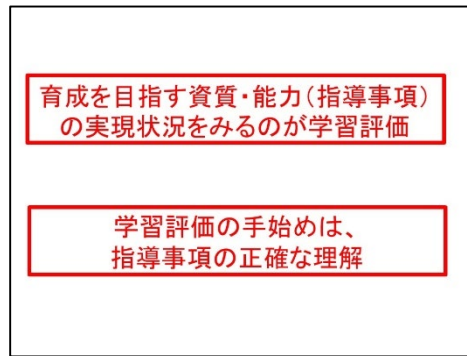 育成を目指す資質・能力（指導事項）
の実現状況をみるのが学習評価
学習評価の手始めは、
指導事項の正確な理解